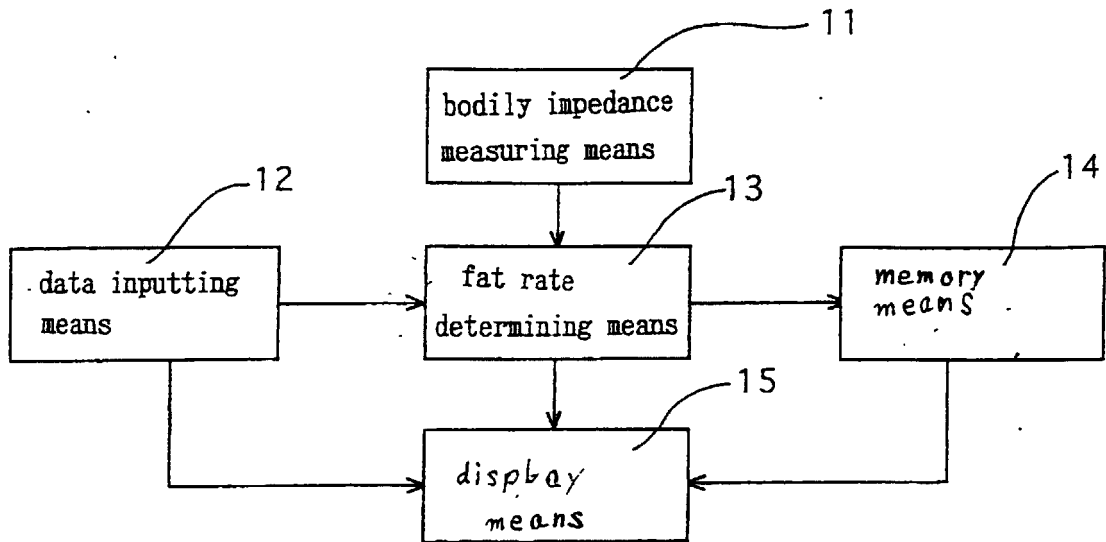 11
bodily impedance
measuring means
12
13
14
data inputting
means
fat rate
determining means
memory
means
15
display
means